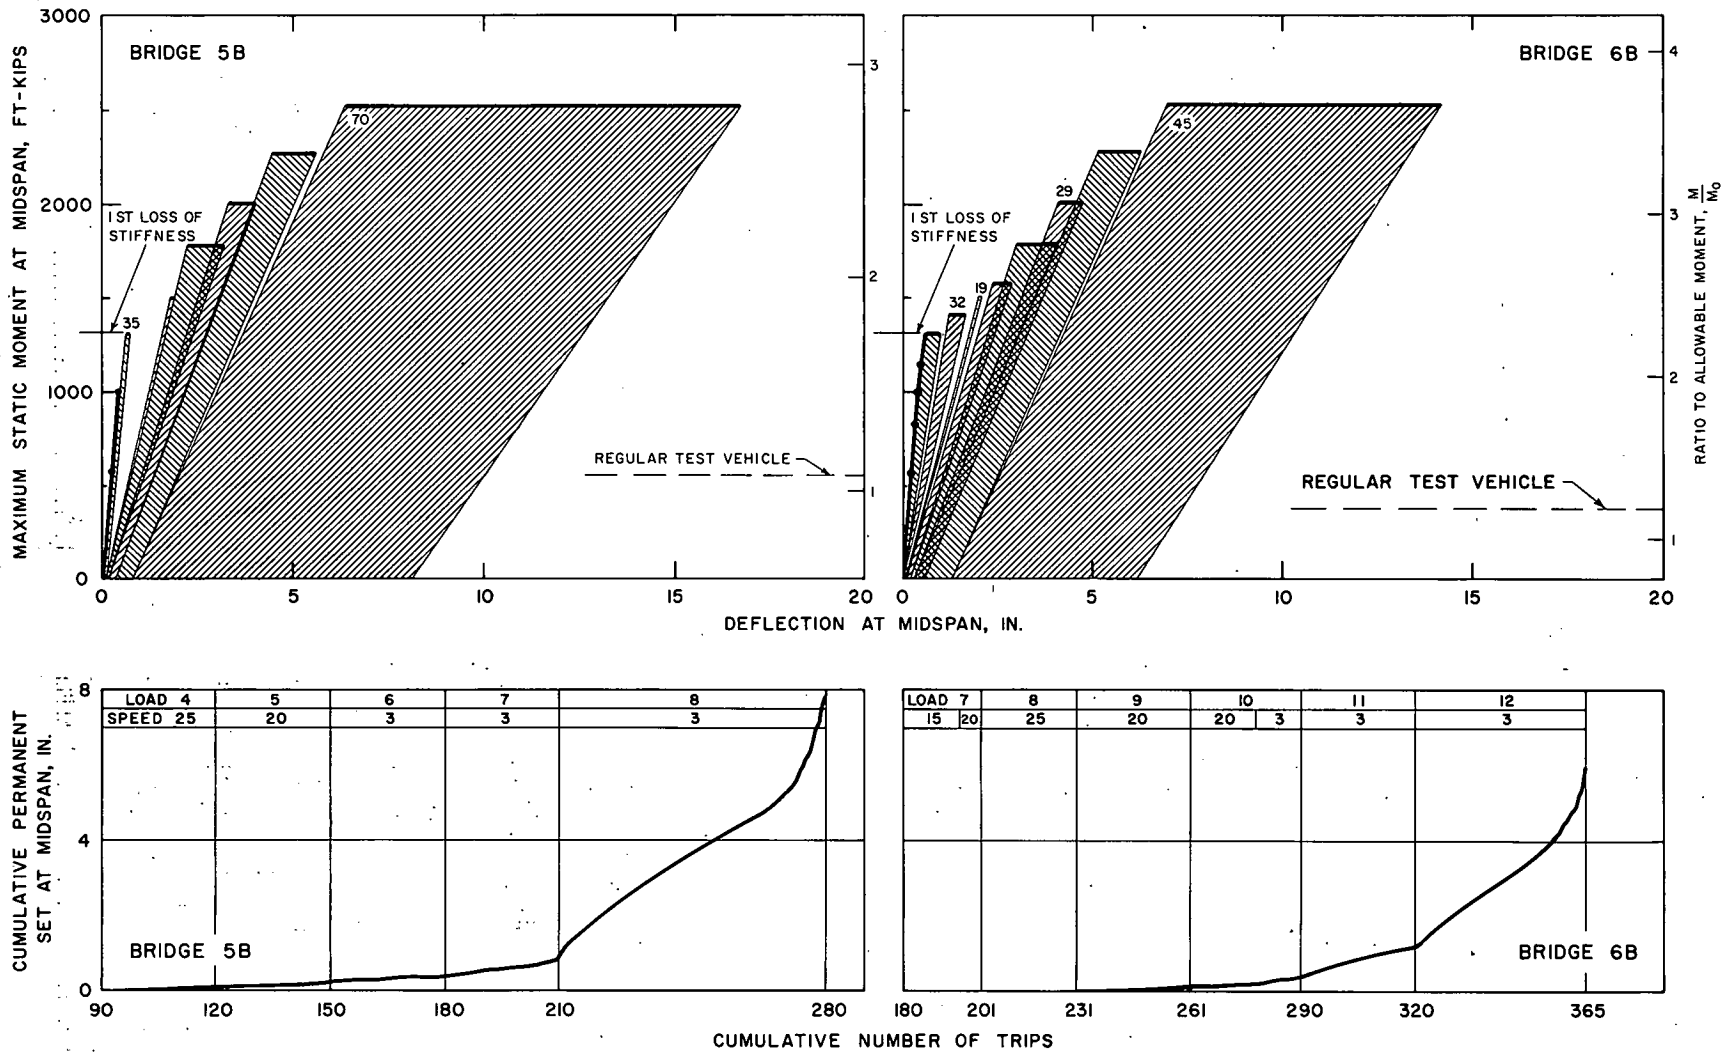 3000
2000
1000
0
MAXIMUM STATIC MOMENT AT MIDSPAN, FT-KIPS
BRIDGE 5B
70
1ST LOSS OF
STIFFNESS
35
REGULAR TEST VEHICLE
3
2
1
0
5
10
15
20
BRIDGE 6B
45
29
1ST LOSS OF
STIFFNESS
32
19
REGULAR TEST VEHICLE
4
3
2
1
RATIO TO ALLOWABLE MOMENT, M/Mo
0
5
10
15
20
DEFLECTION AT MIDSPAN, IN.
8
4
0
CUMULATIVE PERMANENT
SET AT MIDSPAN, IN.
LOAD 4 5 6 7 8
SPEED 25 20 3 3 3
BRIDGE 5B
90 120 150 180 210 280
LOAD 7 8 9 10 11 12
15 20 25 20 20 3 3 3
BRIDGE 6B
180 201 231 261 290 320 365
CUMULATIVE NUMBER OF TRIPS